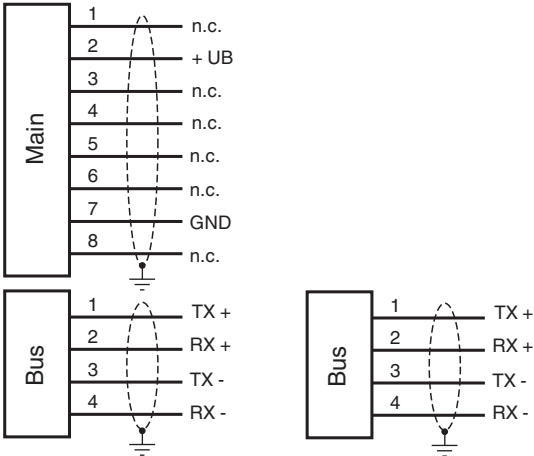 Main
1 n.c.
2 + UB
3 n.c.
4 n.c.
5 n.c.
6 n.c.
7 GND
8 n.c.
Bus
1 TX +
2 RX +
3 TX -
4 RX -
Bus
1 TX +
2 RX +
3 TX -
4 RX -